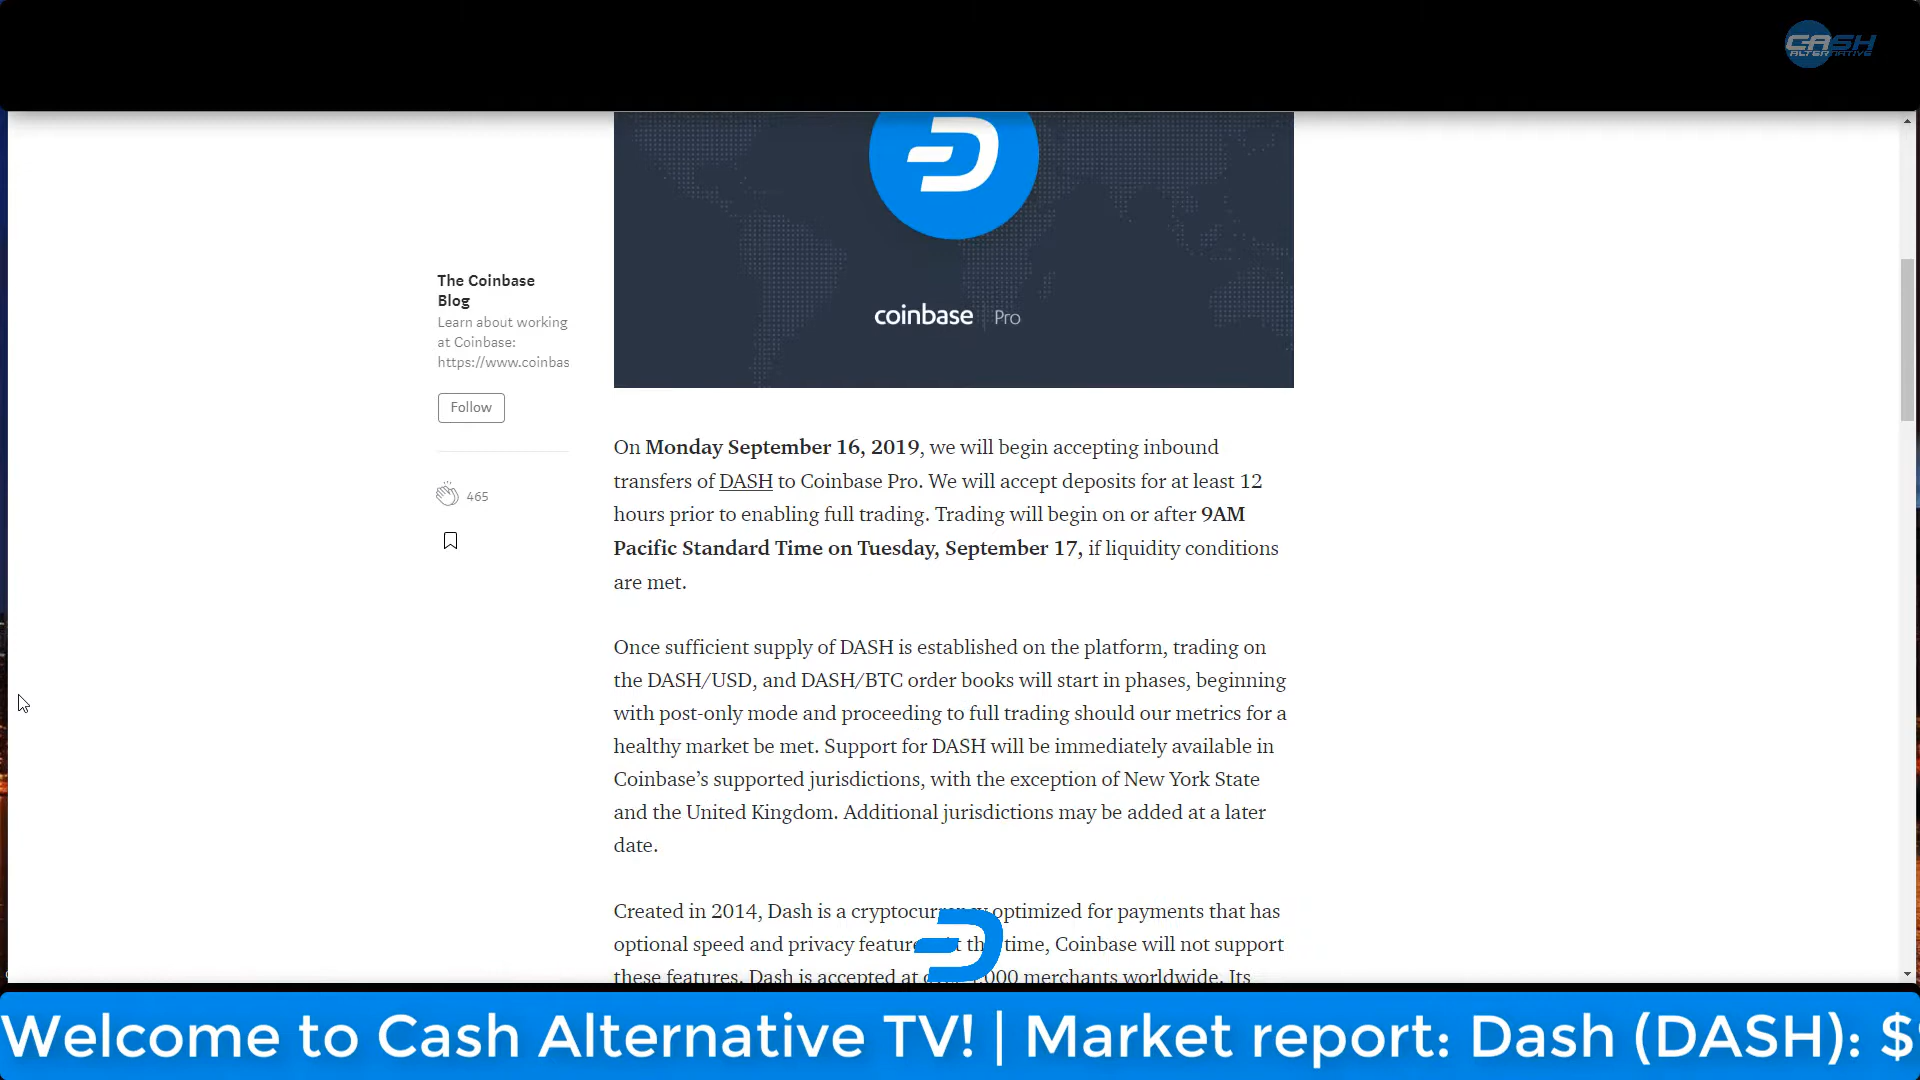 CASH
ALTERNATIVE
coinbase | Pro
The Coinbase
Blog
Learn about working
at Coinbase:
https://www.coinbas
Follow
465
On Monday September 16, 2019, we will begin accepting inbound
transfers of DASH to Coinbase Pro. We will accept deposits for at least 12
hours prior to enabling full trading. Trading will begin on or after 9AM
Pacific Standard Time on Tuesday, September 17, if liquidity conditions
are met.
Once sufficient supply of DASH is established on the platform, trading on
the DASH/USD, and DASH/BTC order books will start in phases, beginning
with post-only mode and proceeding to full trading should our metrics for a
healthy market be met. Support for DASH will be immediately available in
Coinbase’s supported jurisdictions, with the exception of New York State
and the United Kingdom. Additional jurisdictions may be added at a later
date.
Created in 2014, Dash is a optimized for payments that has
optional speed and privacy time, Coinbase will not support
these features. Dash is accepted at merchants worldwide. Its
Welcome to Cash Alternative TV! | Market report: Dash (DASH): $